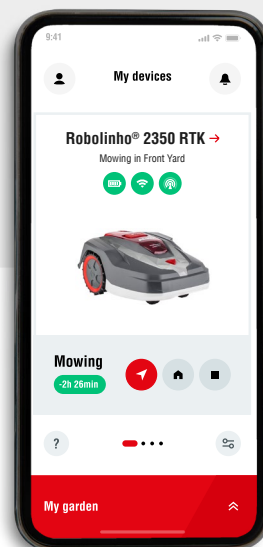 9:41
My devices
Robolinho® 2350 RTK →
Mowing in Front Yard
Mowing
-2h 26min
?
My garden